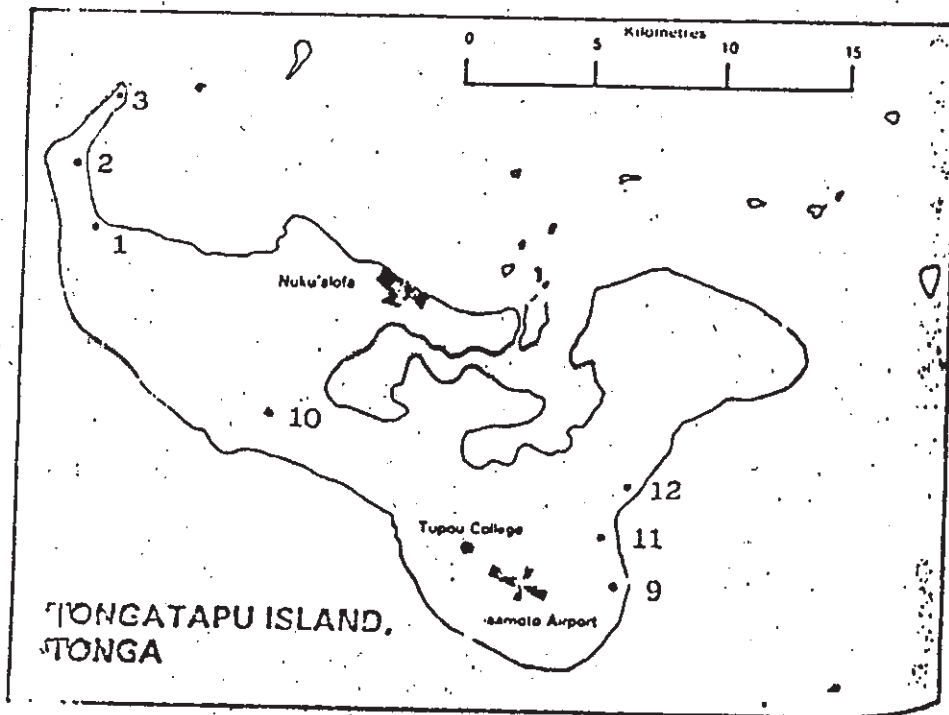 Kilometres
0 5 10 15
3
2
1
Nuku'alofa
10
12
Tupou College
11
9
TONGATAPU ISLAND,
TONGA
Airport